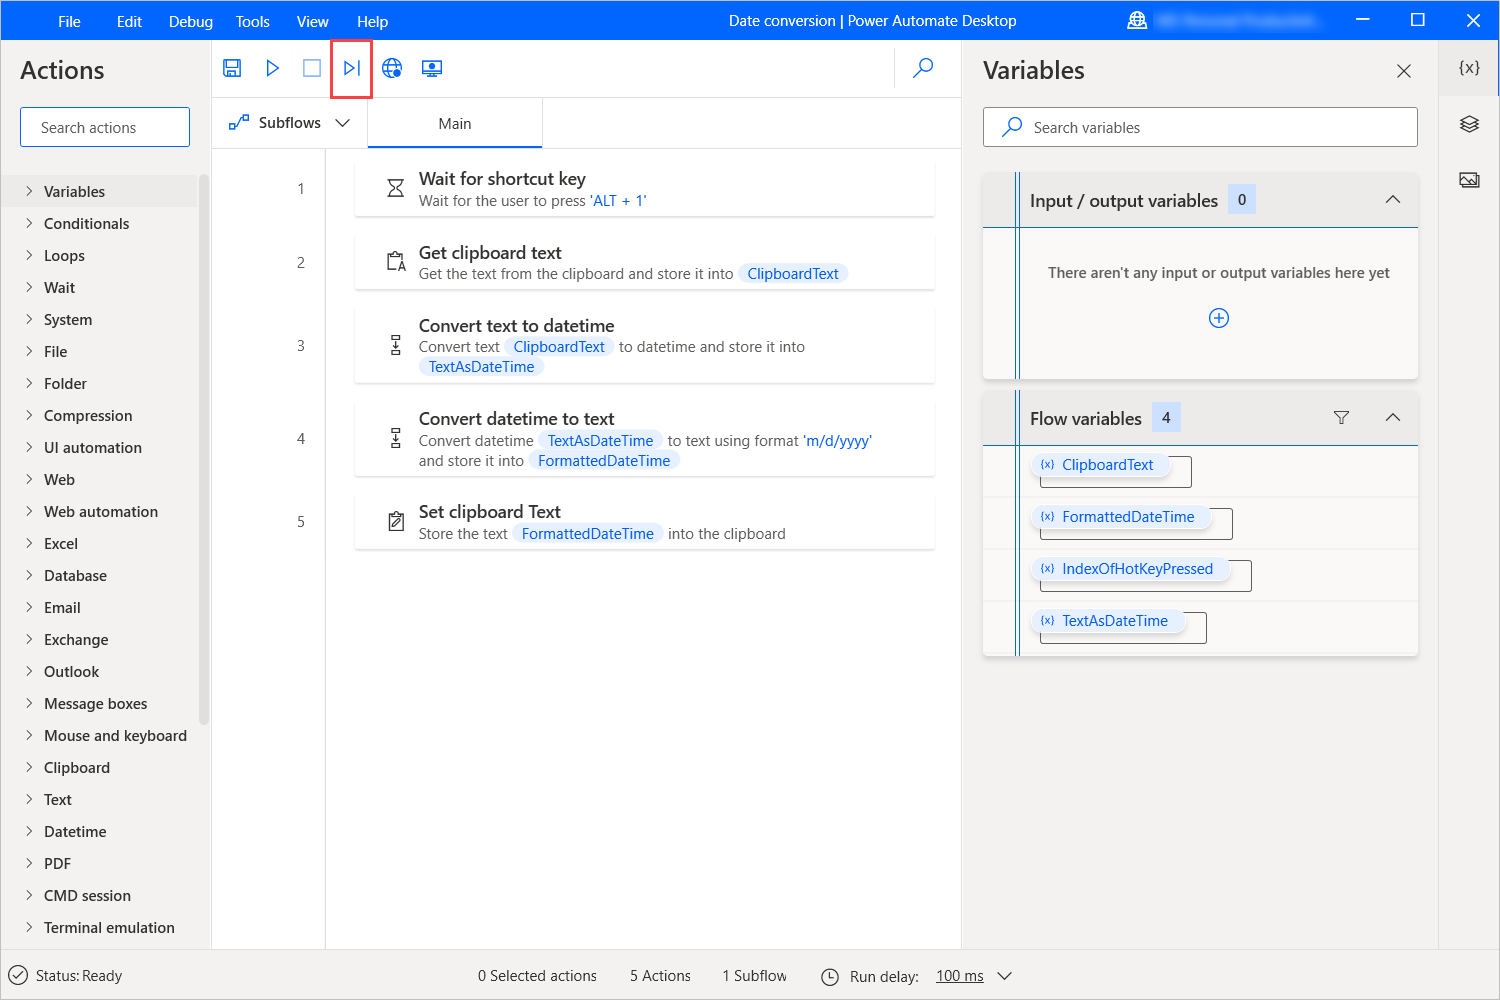 File Edit Debug Tools View Help Date conversion | Power Automate Desktop
Actions
Search actions
Variables
Conditionals
Loops
Wait
System
File
Folder
Compression
UI automation
Web
Web automation
Excel
Database
Email
Exchange
Outlook
Message boxes
Mouse and keyboard
Clipboard
Text
Datetime
PDF
CMD session
Terminal emulation
Subflows Main
1 Wait for shortcut key
Wait for the user to press 'ALT + 1'
2 Get clipboard text
Get the text from the clipboard and store it into ClipboardText
3 Convert text to datetime
Convert text ClipboardText to datetime and store it into
TextAsDateTime
4 Convert datetime to text
Convert datetime TextAsDateTime to text using format 'm/d/yyyy'
and store it into FormattedDateTime
5 Set clipboard Text
Store the text FormattedDateTime into the clipboard
Variables
{x}
Search variables
Input / output variables 0
There aren't any input or output variables here yet
Flow variables 4
{x} ClipboardText
{x} FormattedDateTime
{x} IndexOfHotKeyPressed
{x} TextAsDateTime
Status: Ready 0 Selected actions 5 Actions 1 Subflow Run delay: 100 ms